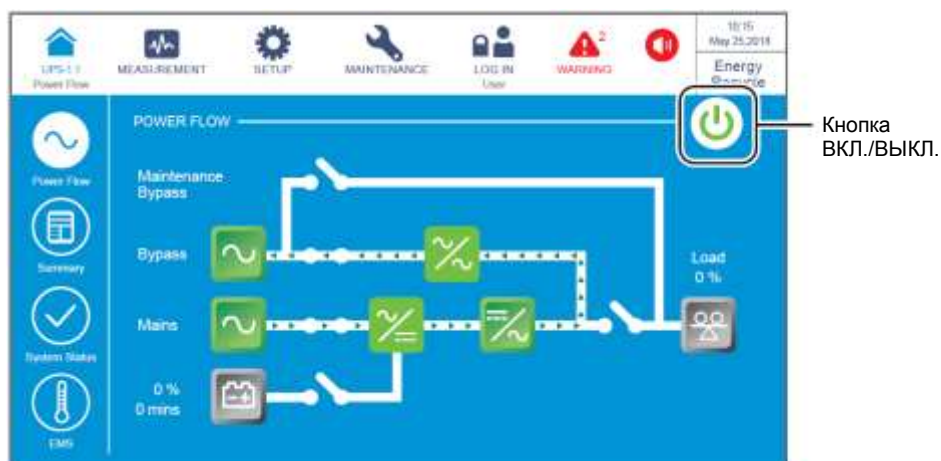 10:15
May 25,2018
UPS-1 1
Power Flow
MEASUREMENT
SETUP
MAINTENANCE
LOG IN
User
2
WARNING
Energy
Recycle
POWER FLOW
Кнопка
ВКЛ./ВЫКЛ.
Power Flow
Maintenance
Bypass
Summary
Bypass
Load
0 %
Mains
System Status
0 %
0 mins
EMS